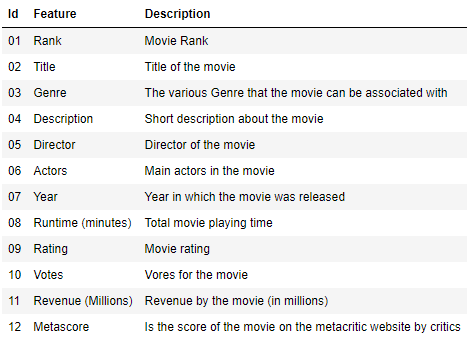 Id Feature Description
01 Rank Movie Rank
02 Title Title of the movie
03 Genre The various Genre that the movie can be associated with
04 Description Short description about the movie
05 Director Director of the movie
06 Actors Main actors in the movie
07 Year Year in which the movie was released
08 Runtime (minutes) Total movie playing time
09 Rating Movie rating
10 Votes Vores for the movie
11 Revenue (Millions) Revenue by the movie (in millions)
12 Metascore Is the score of the movie on the metacritic website by critics